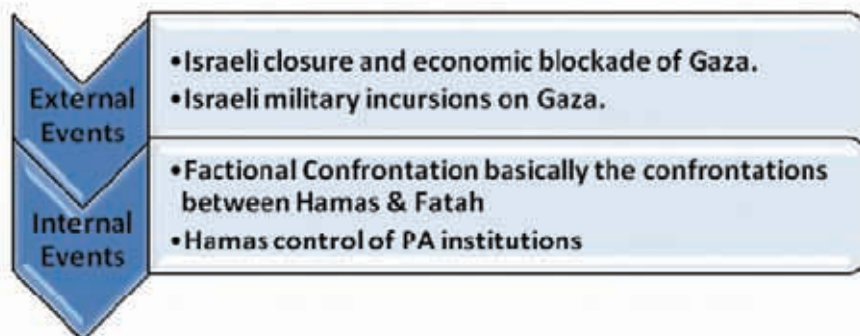 External
Events
•Israeli closure and economic blockade of Gaza.
•Israeli military incursions on Gaza.
Internal
Events
•Factional Confrontation basically the confrontations
between Hamas & Fatah
•Hamas control of PA institutions